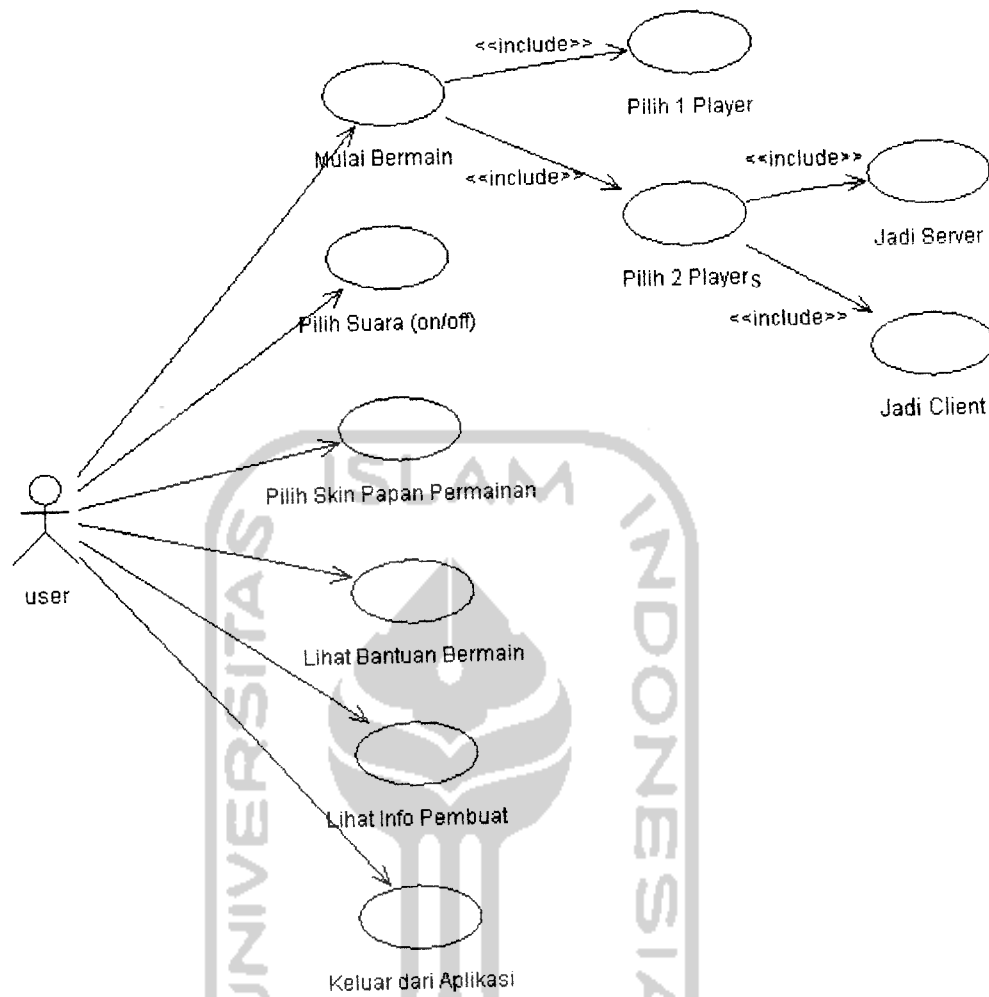 <<include>>
Pilih 1 Player
Mulai Bermain
<<include>>
<<include>>
Jadi Server
Pilih 2 Players
<<include>>
Jadi Client
Pilih Suara (on/off)
Pilih Skin Papan Permainan
user
Lihat Bantuan Bermain
Lihat Info Pembuat
Keluar dari Aplikasi
UNIVERSITAS
ISLAM
INDONESIA